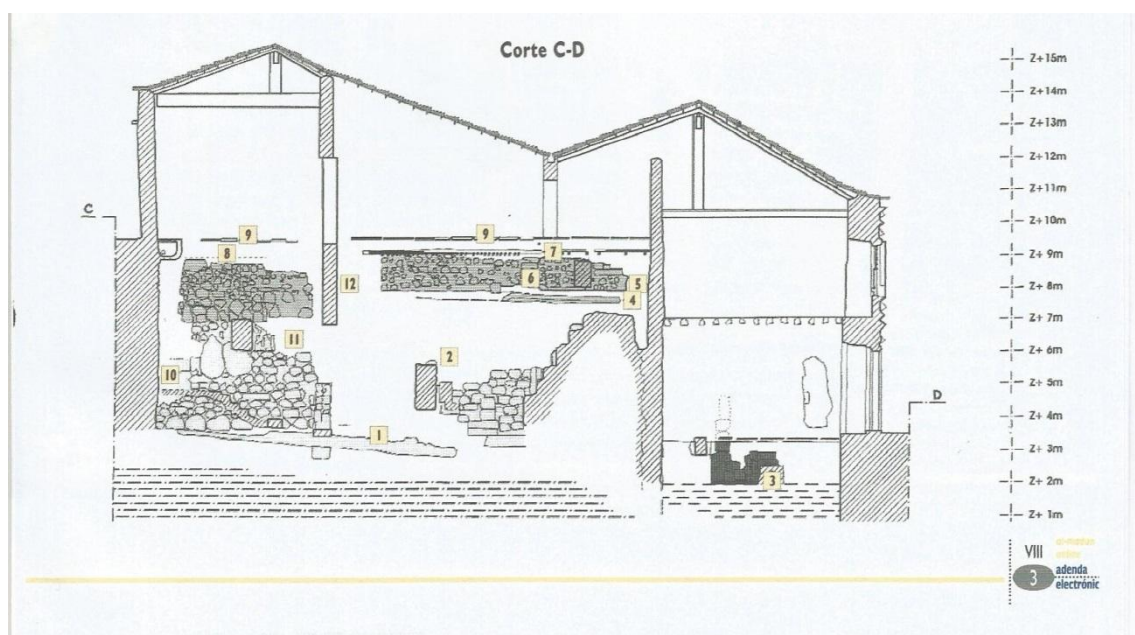 Corte C-D
Z+ 15m
Z+ 14m
Z+ 13m
Z+ 12m
Z+ 11m
Z+ 10m
Z+ 9m
Z+ 8m
Z+ 7m
Z+ 6m
Z+ 5m
Z+ 4m
Z+ 3m
Z+ 2m
Z+ 1m
C
D
9
9
8
7
6
5
4
12
11
10
2
1
3
VIII
3
adenda
electrónic